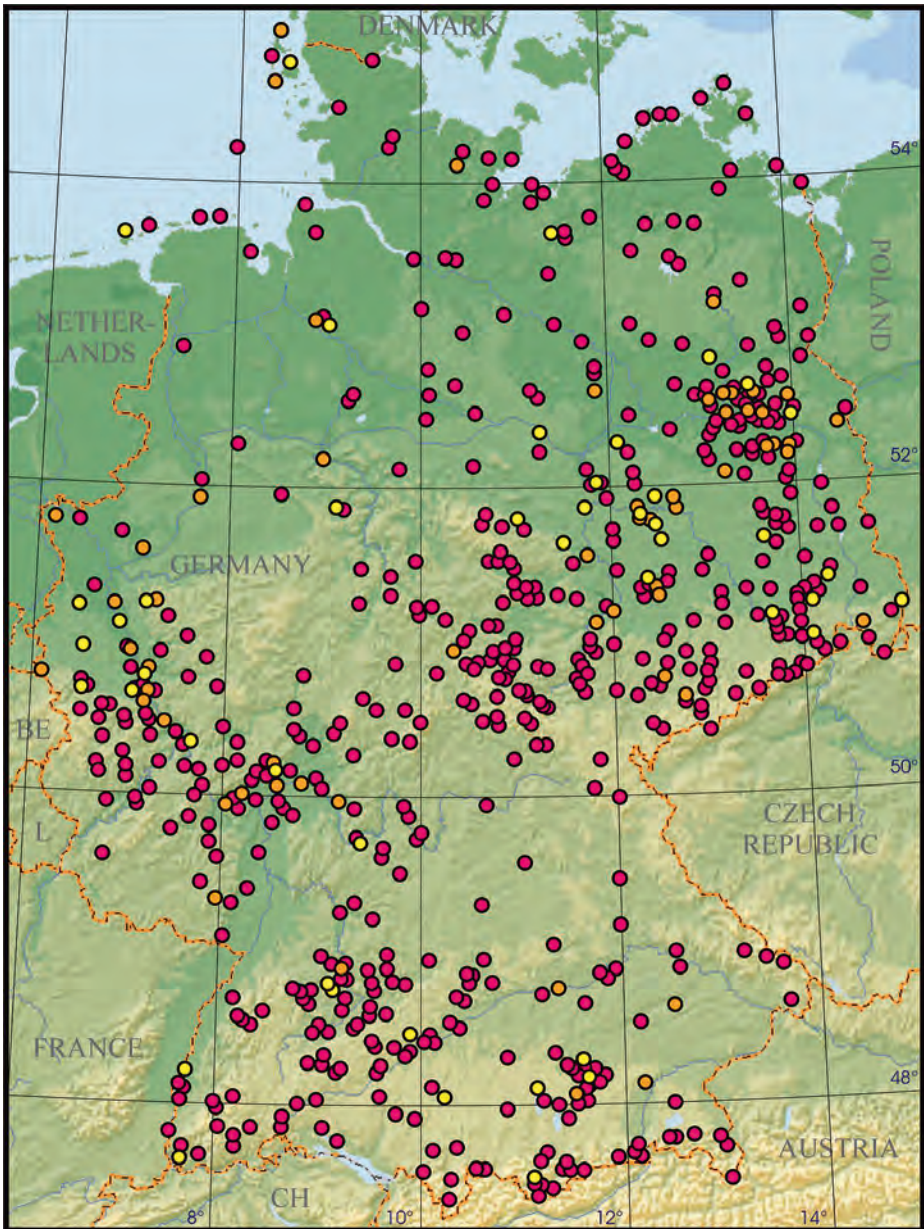 DENMARK
54°
POLAND
NETHER-
LANDS
52°
GERMANY
BE
50°
L
CZECH
REPUBLIC
FRANCE
48°
AUSTRIA
CH
8°
10°
12°
14°